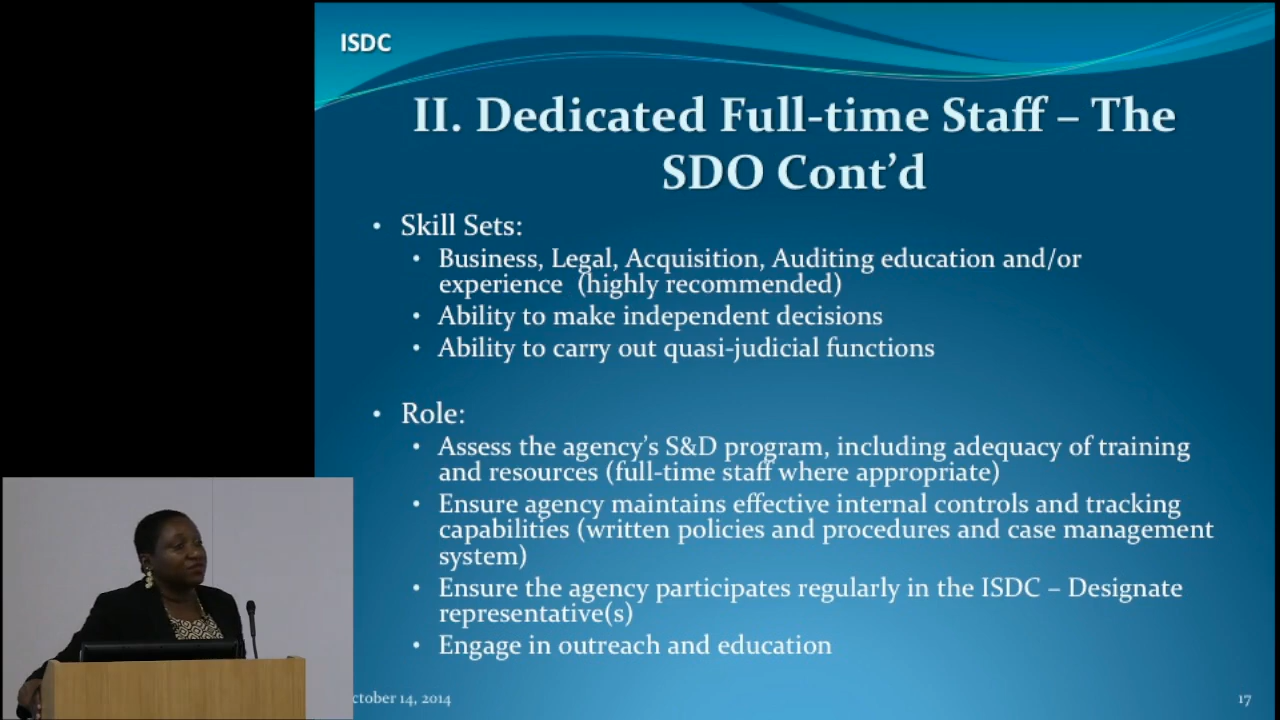 ISDC
II. Dedicated Full-time Staff – The
SDO Cont’d
• Skill Sets:
• Business, Legal, Acquisition, Auditing education and/or
experience (highly recommended)
• Ability to make independent decisions
• Ability to carry out quasi-judicial functions
• Role:
• Assess the agency’s S&D program, including adequacy of training
and resources (full-time staff where appropriate)
• Ensure agency maintains effective internal controls and tracking
capabilities (written policies and procedures and case management
system)
• Ensure the agency participates regularly in the ISDC – Designate
representative(s)
• Engage in outreach and education
ctober 14, 2014
17